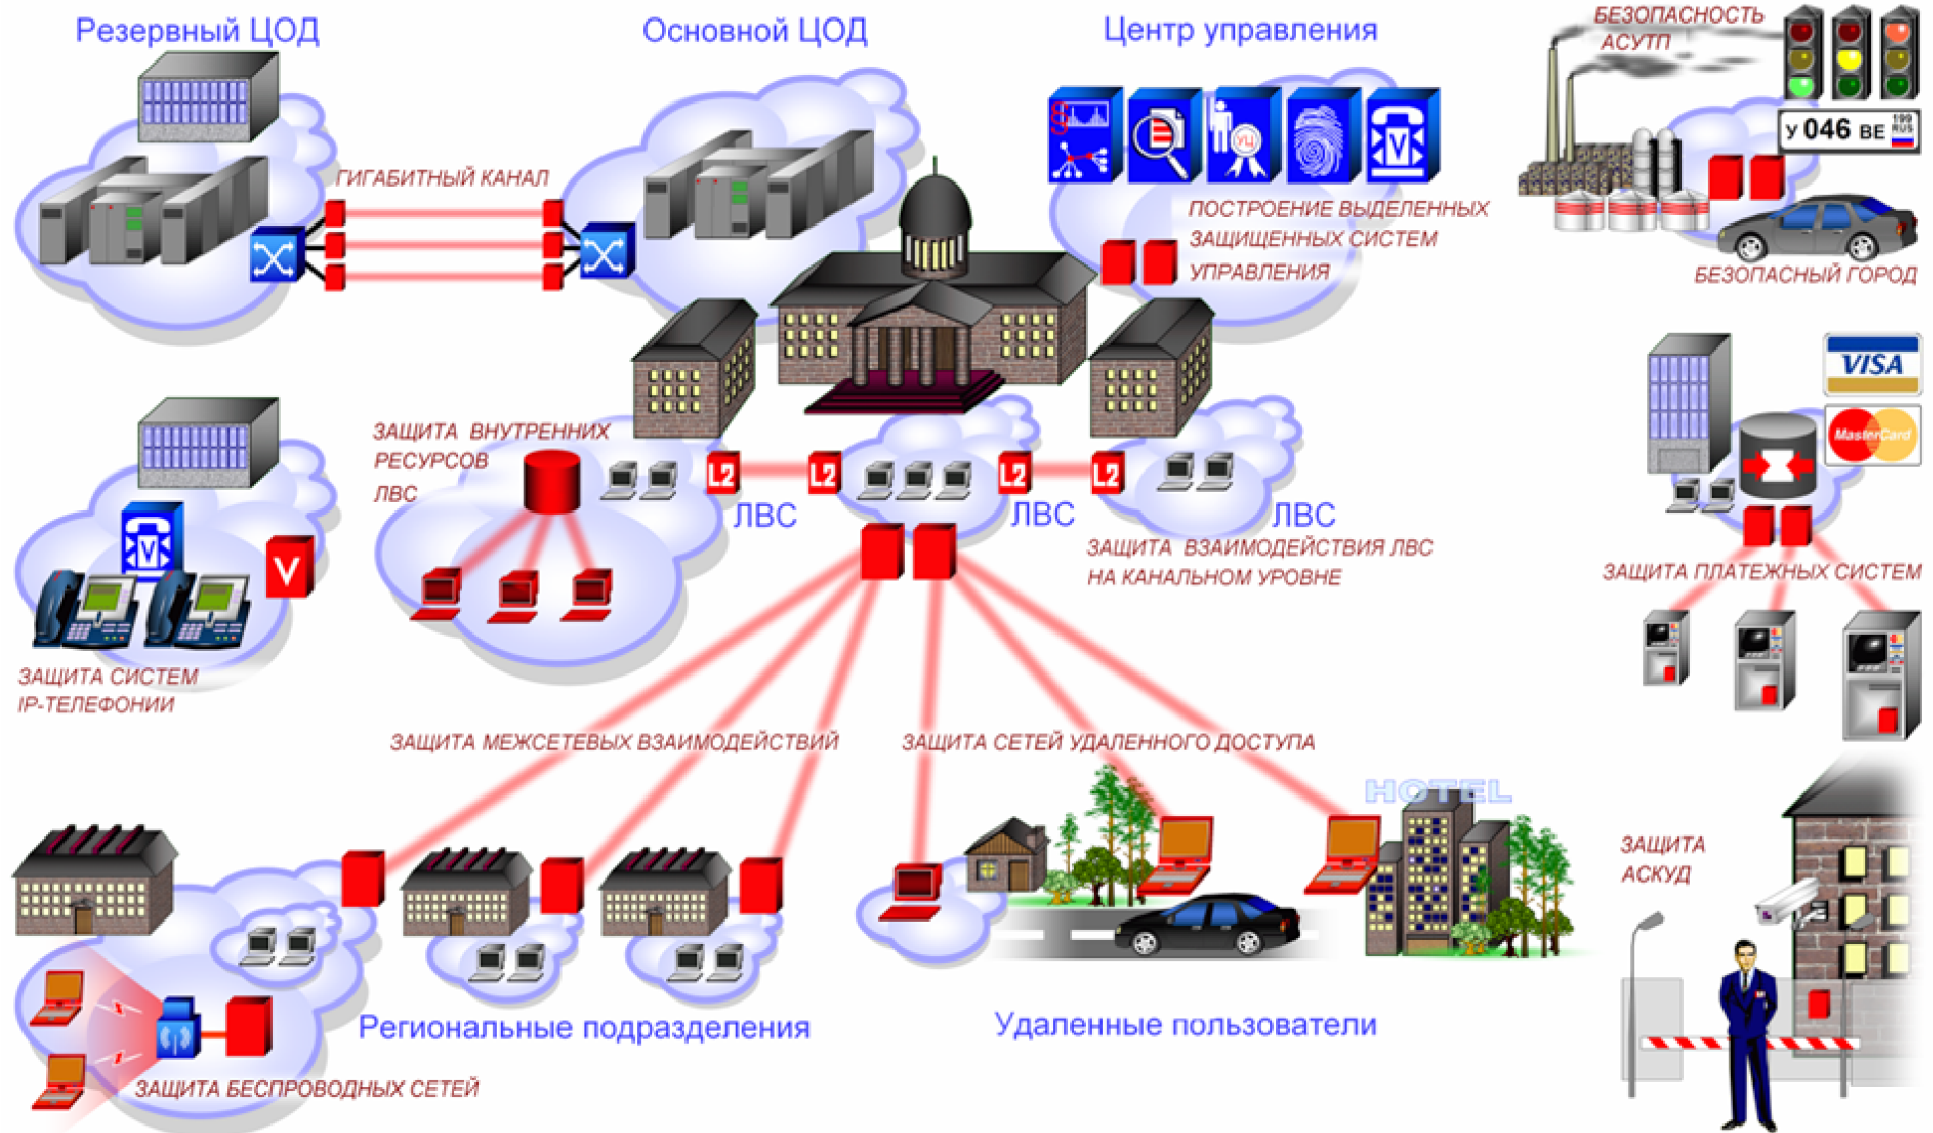 Резервный ЦОД
Основной ЦОД
Центр управления
БЕЗОПАСНОСТЬ
АСУТП
У 046 ВЕ 199
RUS
УЦ
V
ГИГАБИТНЫЙ КАНАЛ
ПОСТРОЕНИЕ ВЫДЕЛЕННЫХ
ЗАЩИЩЕННЫХ СИСТЕМ
УПРАВЛЕНИЯ
БЕЗОПАСНЫЙ ГОРОД
VISA
MasterCard
ЗАЩИТА ВНУТРЕННИХ
РЕСУРСОВ
ЛВС
L2
L2
L2
L2
ЛВС
ЛВС
ЛВС
V
V
ЗАЩИТА ВЗАИМОДЕЙСТВИЯ ЛВС
НА КАНАЛЬНОМ УРОВНЕ
ЗАЩИТА ПЛАТЕЖНЫХ СИСТЕМ
ЗАЩИТА СИСТЕМ
IP-ТЕЛЕФОНИИ
ЗАЩИТА МЕЖСЕТЕВЫХ ВЗАИМОДЕЙСТВИЙ
ЗАЩИТА СЕТЕЙ УДАЛЕННОГО ДОСТУПА
HOTEL
ЗАЩИТА
АСКУД
Региональные подразделения
Удаленные пользователи
ЗАЩИТА БЕСПРОВОДНЫХ СЕТЕЙ